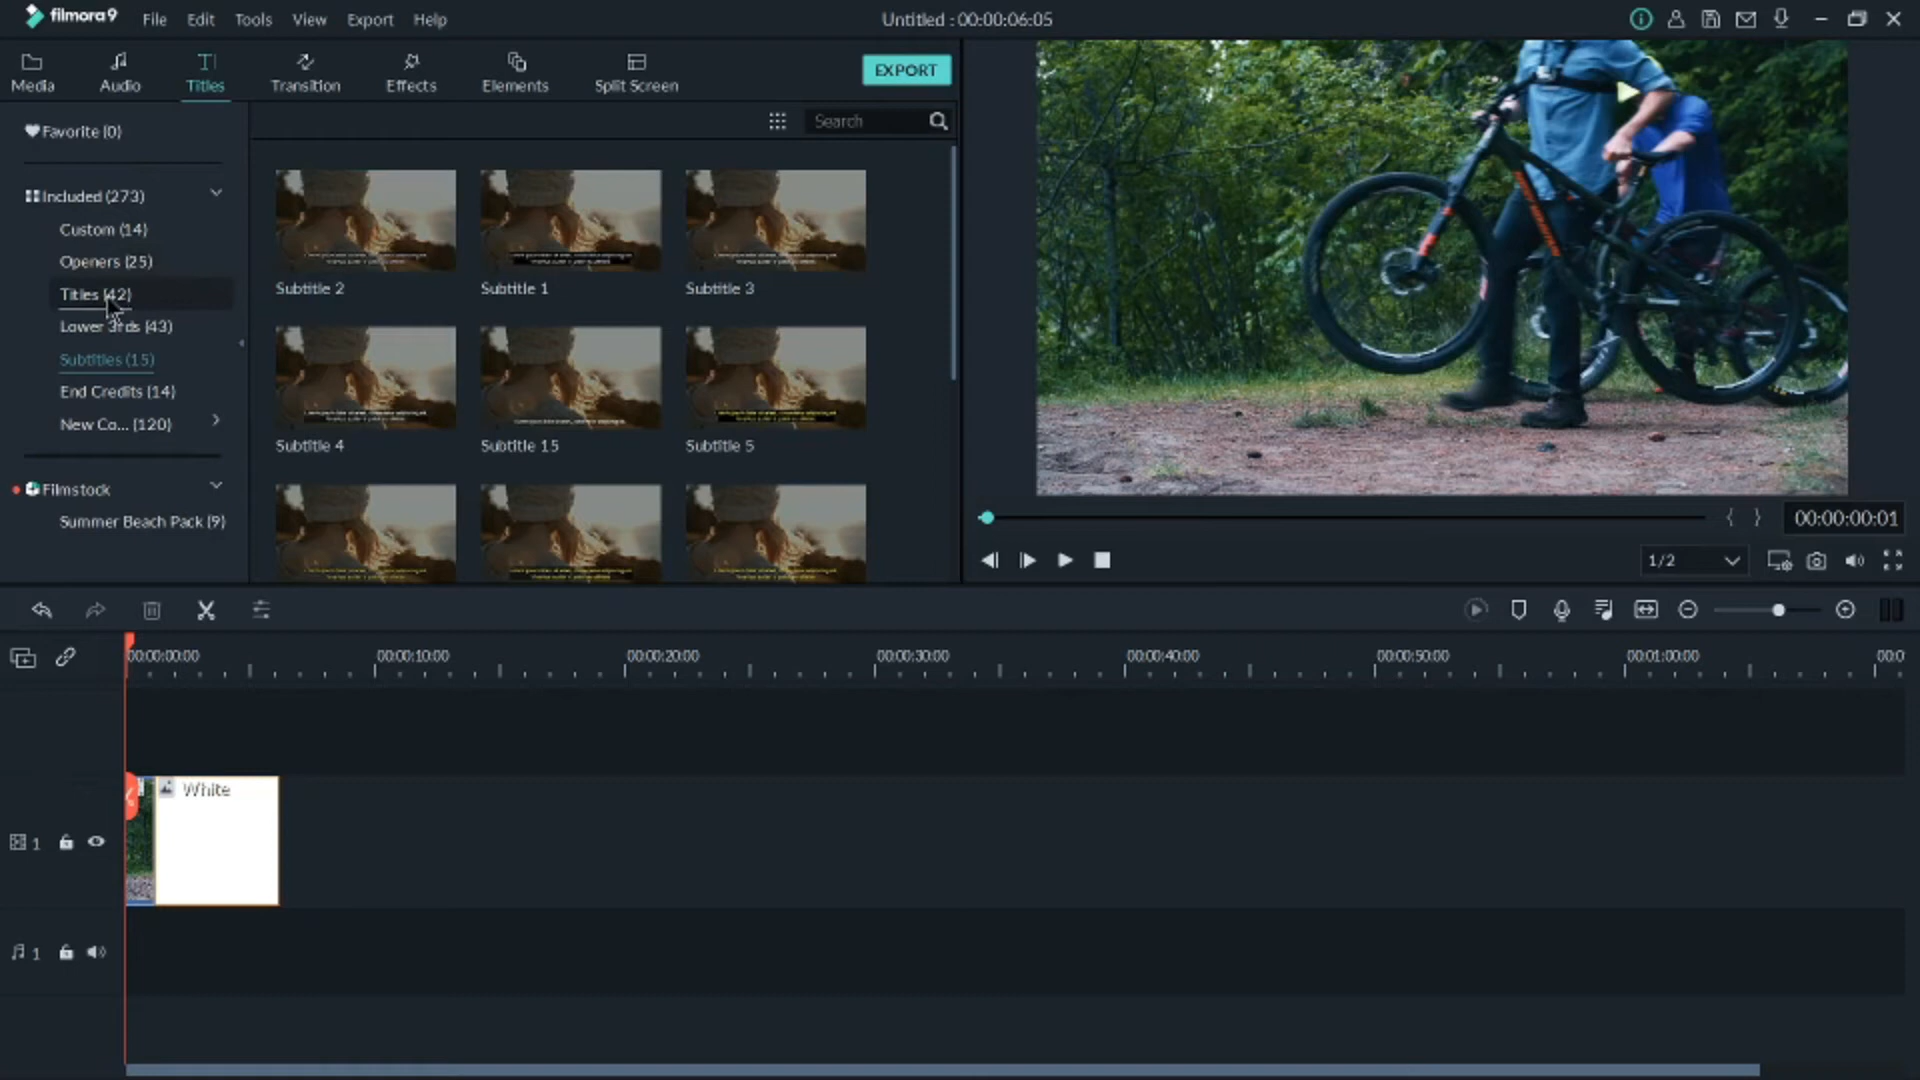 filmora9
File Edit Tools View Export Help
Untitled : 00:00:06:05
Media
Audio
Titles
Transition
Effects
Elements
Split Screen
EXPORT
Favorite (0)
Included (273)
Custom (14)
Openers (25)
Titles (42)
Lower 3rds (43)
Subtitles (15)
End Credits (14)
New Co... (120)
Filmstock
Summer Beach Pack (9)
Search
Subtitle 2
Subtitle 1
Subtitle 3
Subtitle 4
Subtitle 15
Subtitle 5
{ }
00:00:00:01
1/2
00:00:00:00
00:00:10:00
00:00:20:00
00:00:30:00
00:00:40:00
00:00:50:00
00:01:00:00
00:0
White
1
1